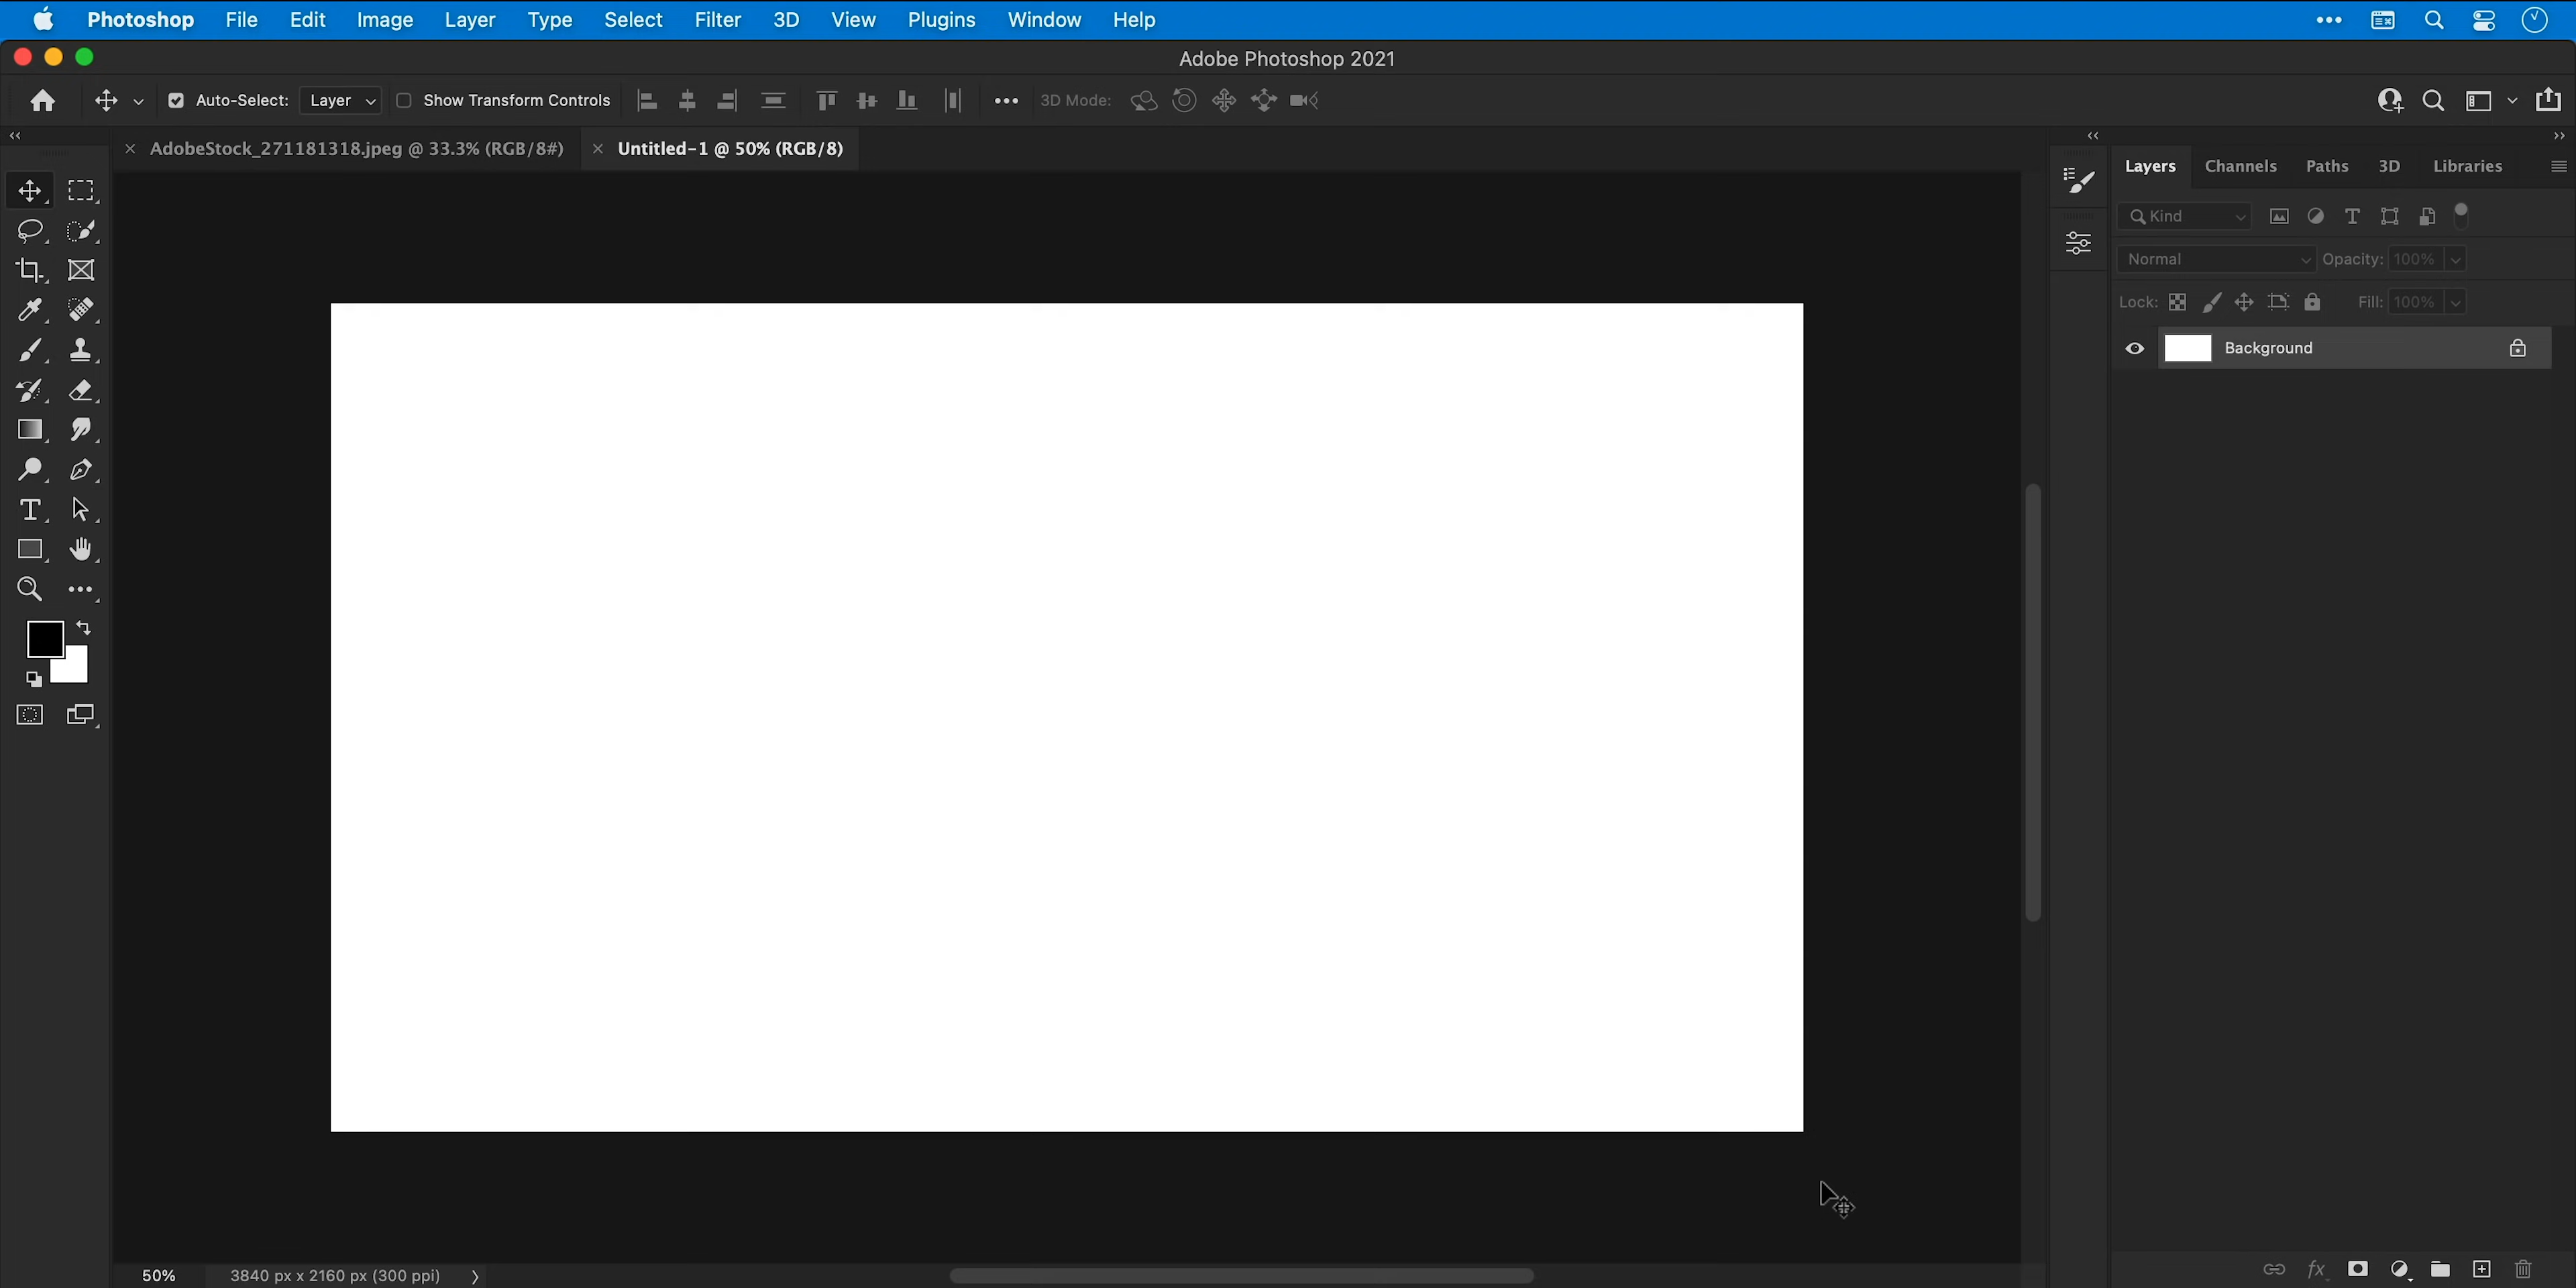 Photoshop File Edit Image Layer Type Select Filter 3D View Plugins Window Help
Adobe Photoshop 2021
Auto-Select: Layer Show Transform Controls 3D Mode:
AdobeStock_271181318.jpeg @ 33.3% (RGB/8#) Untitled-1 @ 50% (RGB/8)
Layers Channels Paths 3D Libraries
Kind
Normal Opacity: 100%
Lock: Fill: 100%
Background
50% 3840 px x 2160 px (300 ppi)
fx